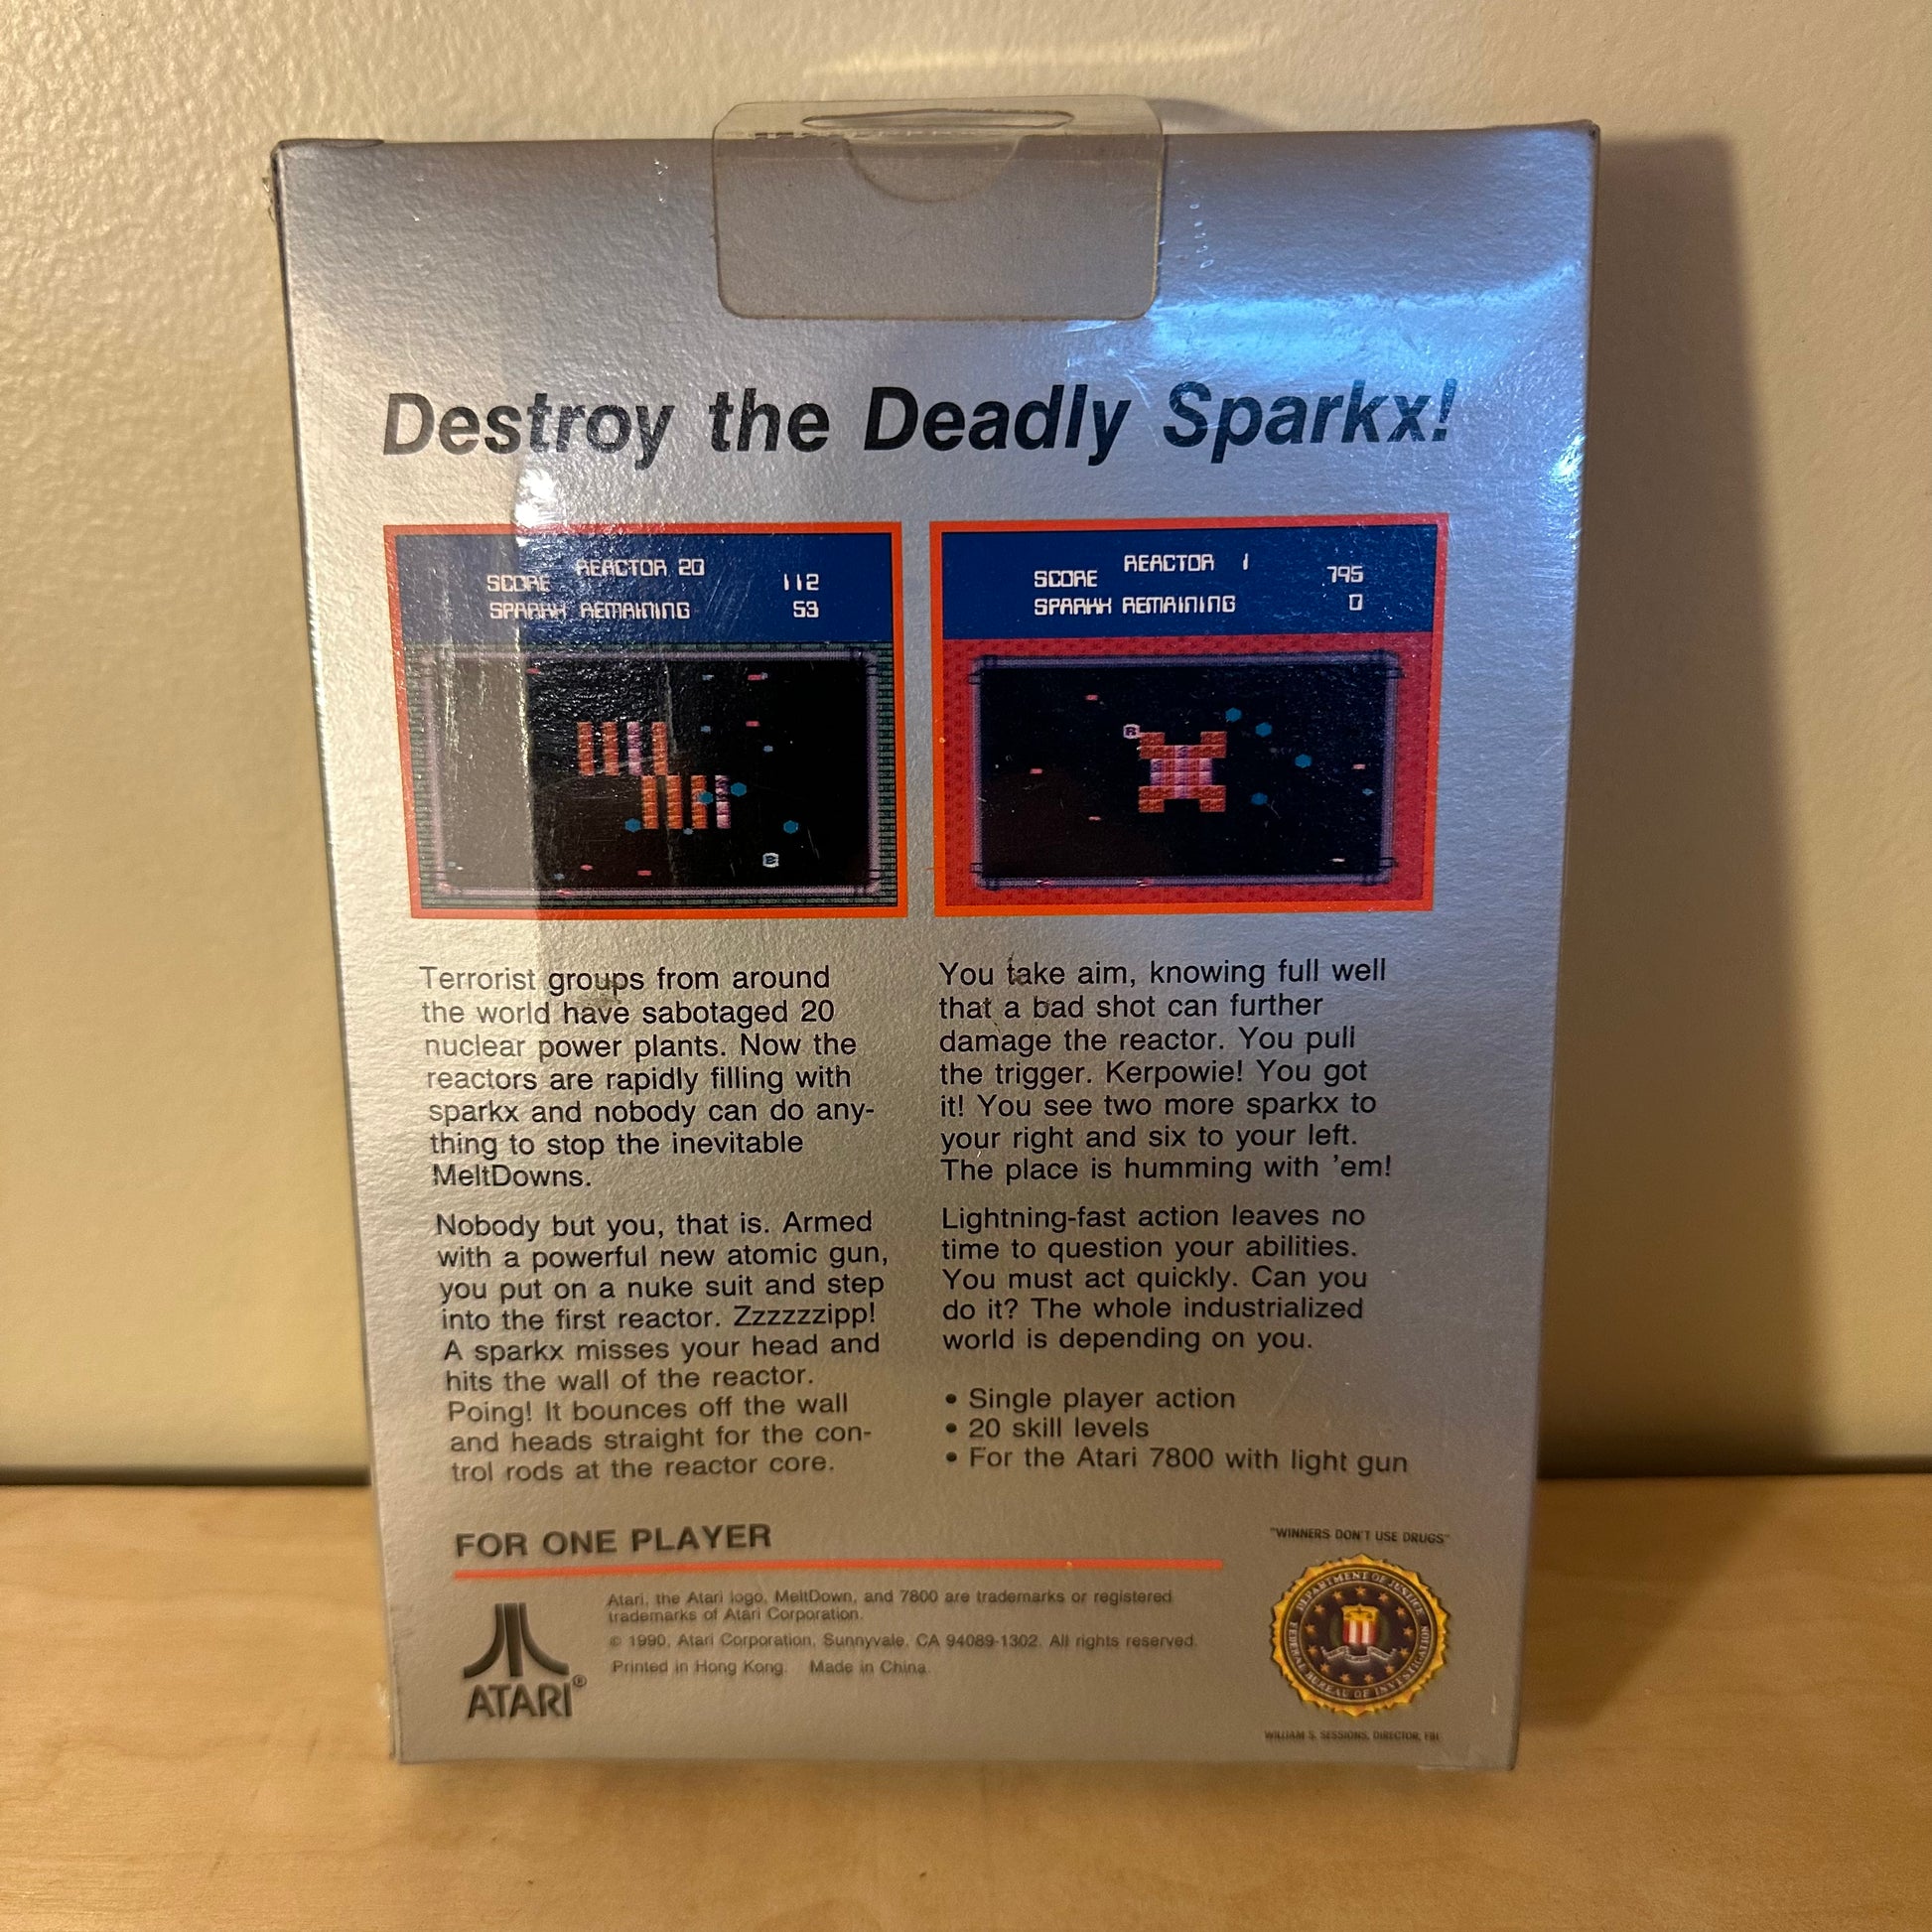 Destroy the Deadly Sparkx!
REACTOR 20
SCORE 112
SPARKX REMAINING 53
REACTOR 1
SCORE 795
SPARKX REMAINING 0
Terrorist groups from around
the world have sabotaged 20
nuclear power plants. Now the
reactors are rapidly filling with
sparkx and nobody can do any-
thing to stop the inevitable
MeltDowns.
Nobody but you, that is. Armed
with a powerful new atomic gun,
you put on a nuke suit and step
into the first reactor. Zzzzzzipp!
A sparkx misses your head and
hits the wall of the reactor.
Poing! It bounces off the wall
and heads straight for the con-
trol rods at the reactor core.
You take aim, knowing full well
that a bad shot can further
damage the reactor. You pull
the trigger. Kerpowie! You got
it! You see two more sparkx to
your right and six to your left.
The place is humming with 'em!
Lightning-fast action leaves no
time to question your abilities.
You must act quickly. Can you
do it? The whole industrialized
world is depending on you.
• Single player action
• 20 skill levels
• For the Atari 7800 with light gun
FOR ONE PLAYER
Atari, the Atari logo, MeltDown, and 7800 are trademarks or registered
trademarks of Atari Corporation.
© 1990, Atari Corporation, Sunnyvale, CA 94089-1302. All rights reserved.
Printed in Hong Kong. Made in China.
ATARI®
"WINNERS DON'T USE DRUGS"
DEPARTMENT OF JUSTICE
FEDERAL BUREAU OF INVESTIGATION
WILLIAM S. SESSIONS, DIRECTOR, FBI